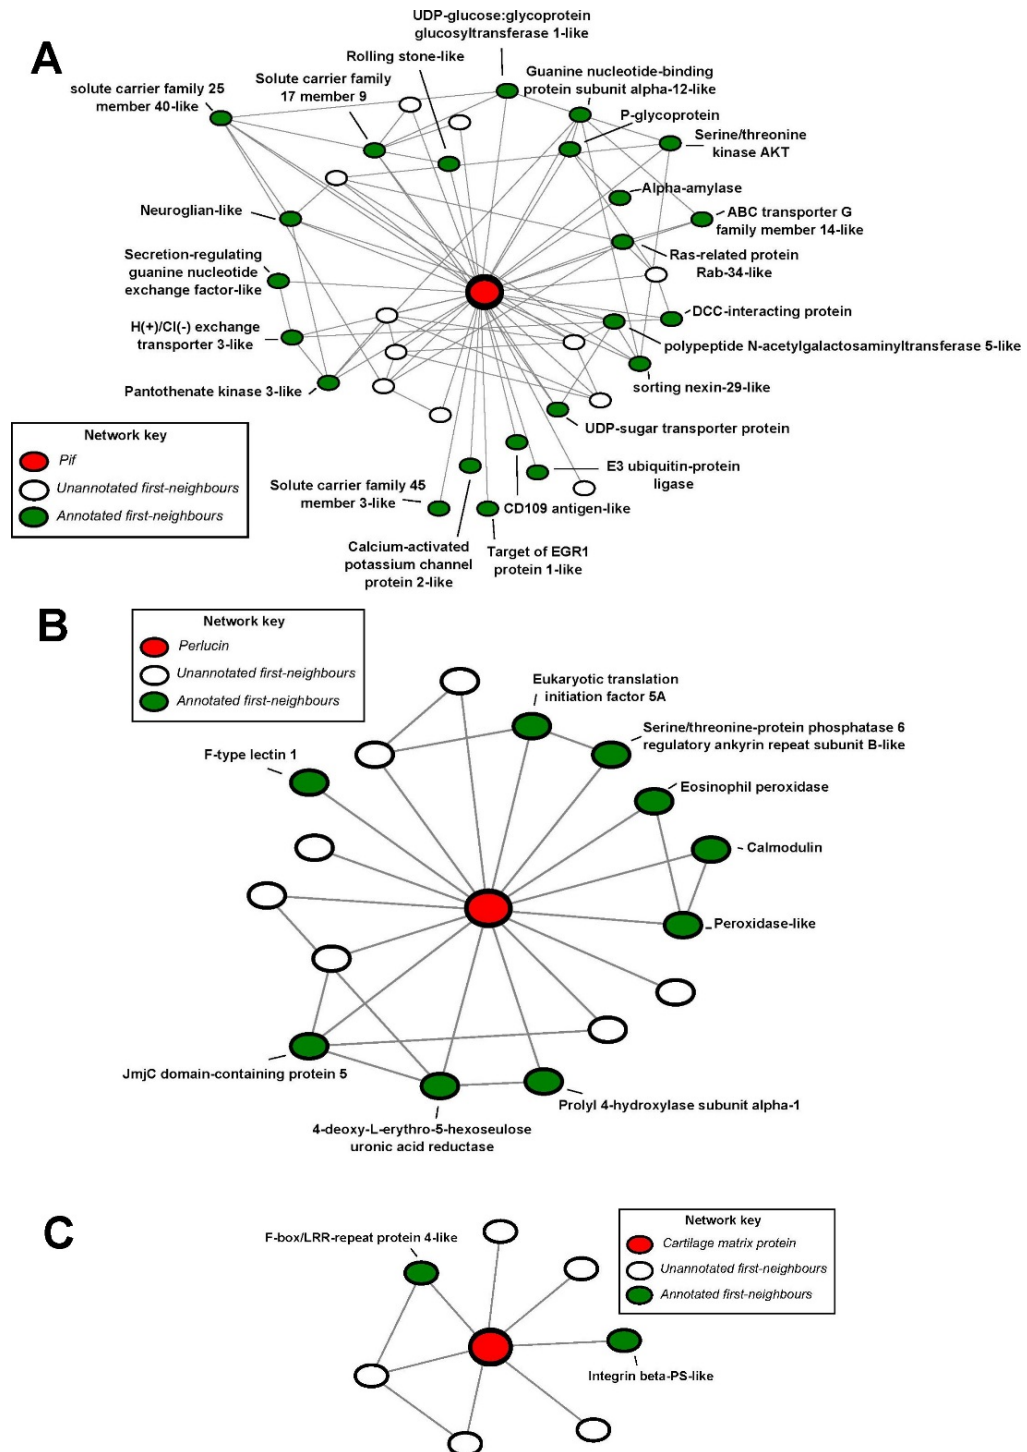 A
UDP-glucose:glycoprotein
glucosyltransferase 1-like
Rolling stone-like
Solute carrier family
17 member 9
solute carrier family 25
member 40-like
Guanine nucleotide-binding
protein subunit alpha-12-like
P-glycoprotein
Serine/threonine
kinase AKT
Alpha-amylase
ABC transporter G
family member 14-like
Neuroglian-like
Ras-related protein
Rab-34-like
Secretion-regulating
guanine nucleotide
exchange factor-like
DCC-interacting protein
H(+)/Cl(-) exchange
transporter 3-like
polypeptide N-acetylgalactosaminyltransferase 5-like
sorting nexin-29-like
Pantothenate kinase 3-like
UDP-sugar transporter protein
Network key
Pif
Unannotated first-neighbours
Annotated first-neighbours
E3 ubiquitin-protein
ligase
Solute carrier family 45
member 3-like
CD109 antigen-like
Calcium-activated
potassium channel
protein 2-like
Target of EGR1
protein 1-like
B
Network key
Perlucin
Unannotated first-neighbours
Annotated first-neighbours
Eukaryotic translation
initiation factor 5A
Serine/threonine-protein phosphatase 6
regulatory ankyrin repeat subunit B-like
F-type lectin 1
Eosinophil peroxidase
Calmodulin
Peroxidase-like
JmjC domain-containing protein 5
Prolyl 4-hydroxylase subunit alpha-1
4-deoxy-L-erythro-5-hexoseulose
uronic acid reductase
C
F-box/LRR-repeat protein 4-like
Network key
Cartilage matrix protein
Unannotated first-neighbours
Annotated first-neighbours
Integrin beta-PS-like